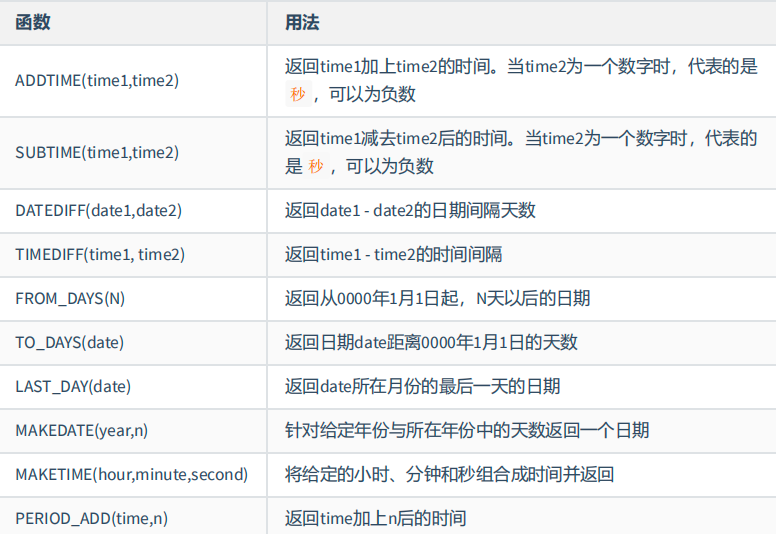 函数 用法
ADDTIME(time1,time2) 返回time1加上time2的时间。当time2为一个数字时，代表的是
秒 ，可以为负数
SUBTIME(time1,time2) 返回time1减去time2后的时间。当time2为一个数字时，代表的
是 秒 ，可以为负数
DATEDIFF(date1,date2) 返回date1 - date2的日期间隔天数
TIMEDIFF(time1, time2) 返回time1 - time2的时间间隔
FROM_DAYS(N) 返回从0000年1月1日起，N天以后的日期
TO_DAYS(date) 返回日期date距离0000年1月1日的天数
LAST_DAY(date) 返回date所在月份的最后一天的日期
MAKEDATE(year,n) 针对给定年份与所在年份中的天数返回一个日期
MAKETIME(hour,minute,second) 将给定的小时、分钟和秒组合成时间并返回
PERIOD_ADD(time,n) 返回time加上n后的时间